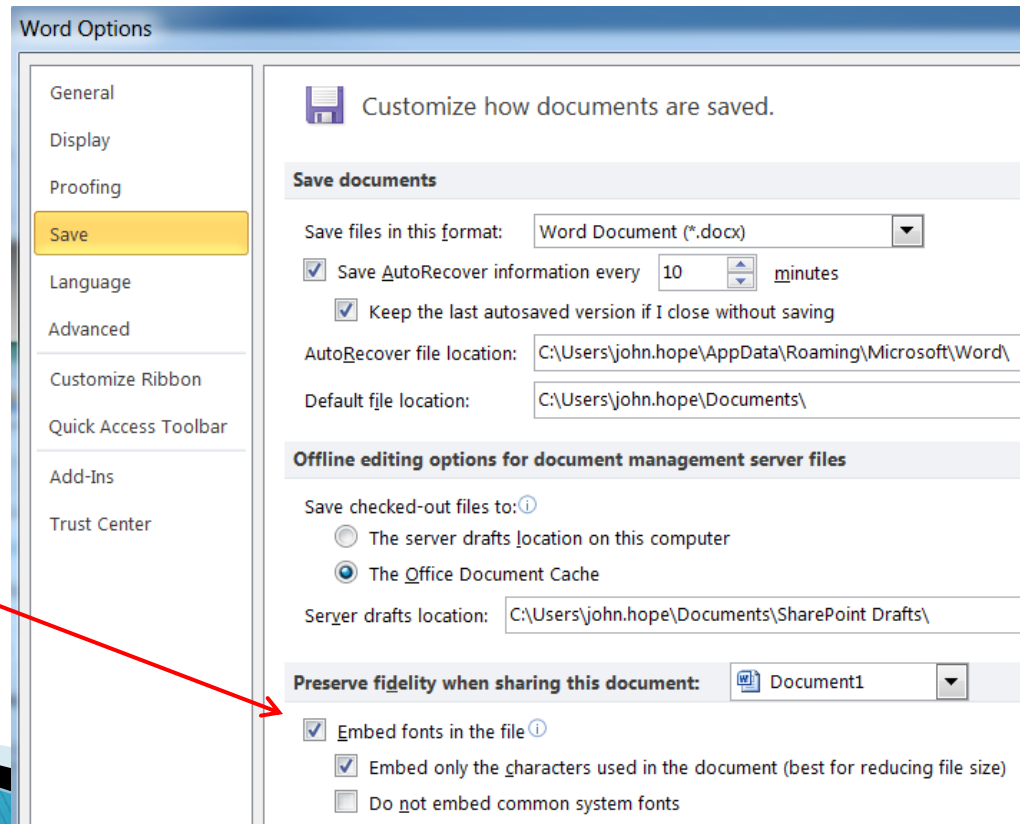 Word Options
General
Display
Proofing
Save
Language
Advanced
Customize Ribbon
Quick Access Toolbar
Add-Ins
Trust Center
Customize how documents are saved.
Save documents
Save files in this format: Word Document (*.docx)
Save AutoRecover information every 10 minutes
Keep the last autosaved version if I close without saving
AutoRecover file location: C:\Users\john.hope\AppData\Roaming\Microsoft\Word\
Default file location: C:\Users\john.hope\Documents\
Offline editing options for document management server files
Save checked-out files to:
The server drafts location on this computer
The Office Document Cache
Server drafts location: C:\Users\john.hope\Documents\SharePoint Drafts\
Preserve fidelity when sharing this document: Document1
Embed fonts in the file
Embed only the characters used in the document (best for reducing file size)
Do not embed common system fonts